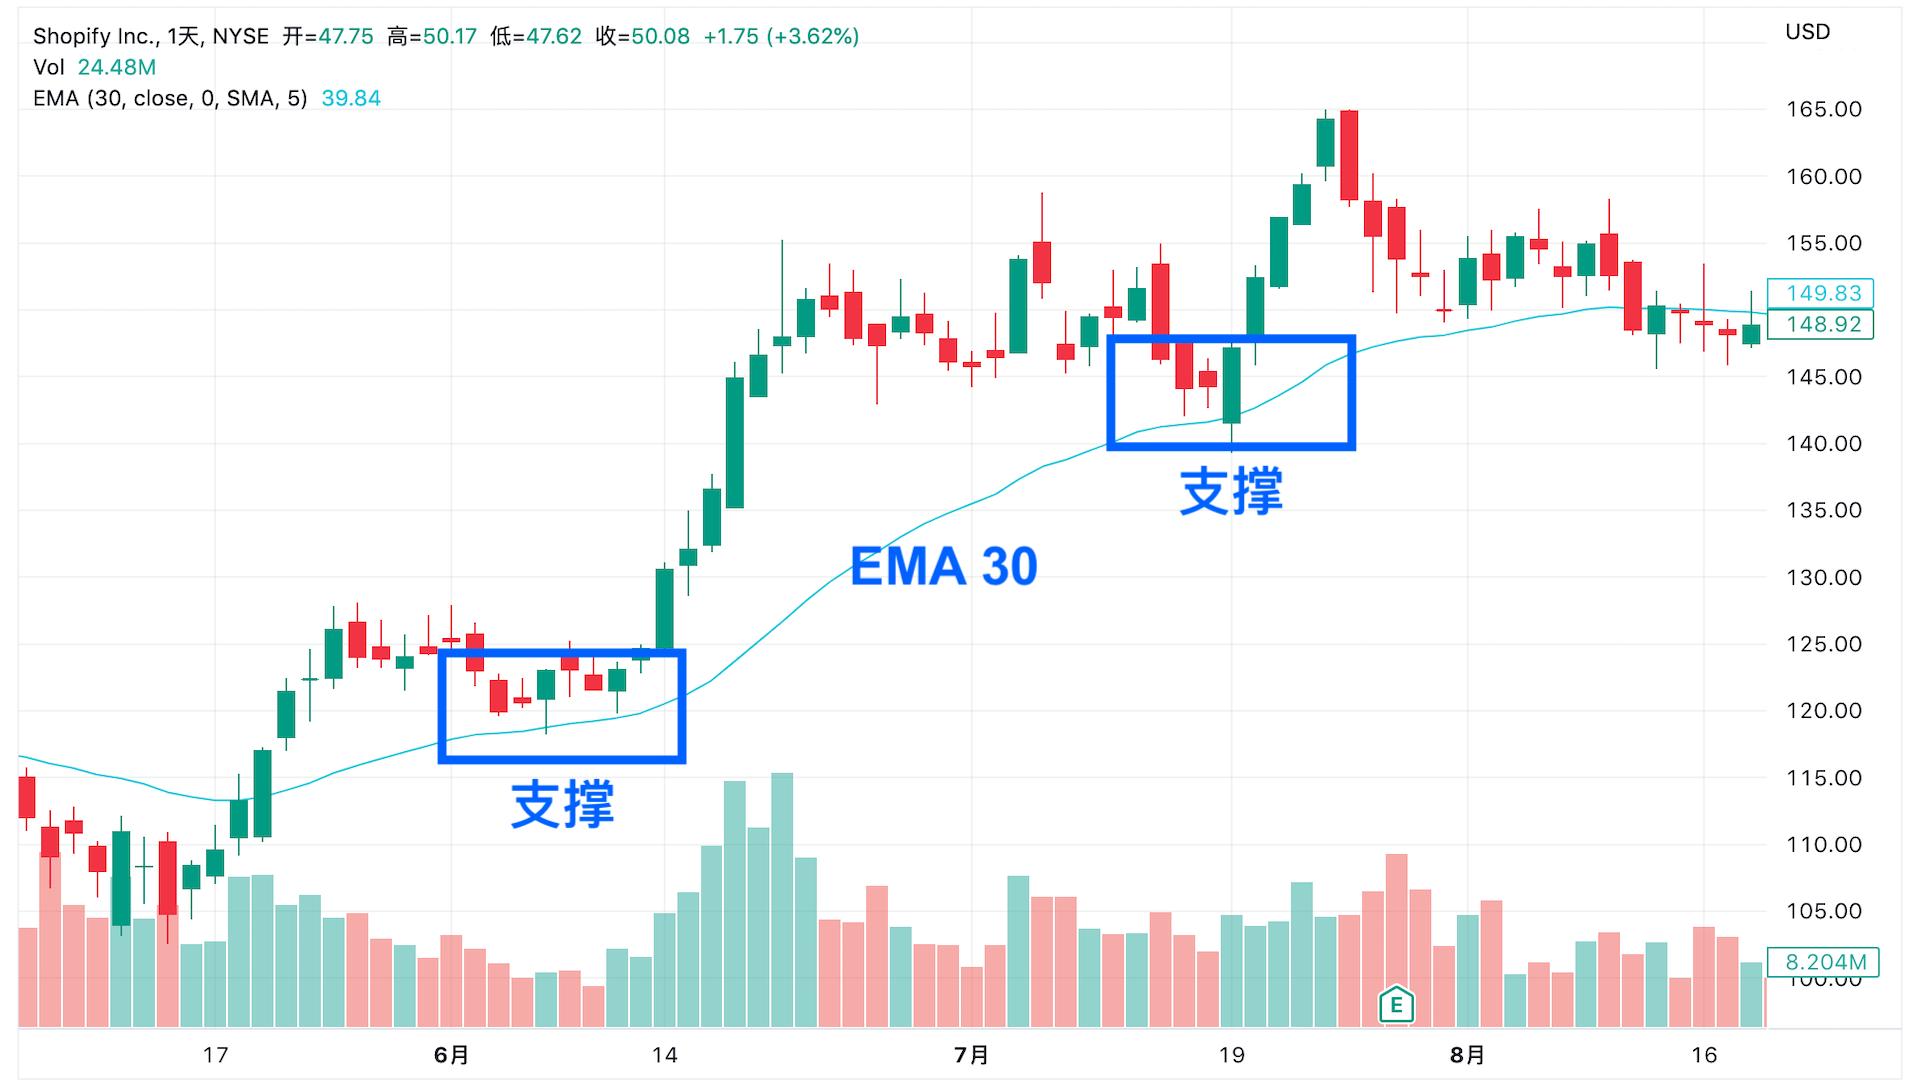 Shopify Inc., 1天, NYSE 开=47.75 高=50.17 低=47.62 收=50.08 +1.75 (+3.62%)
USD
Vol 24.48M
EMA (30, close, 0, SMA, 5) 39.84
165.00
160.00
155.00
149.83
148.92
145.00
140.00
支撑
135.00
EMA 30
130.00
125.00
120.00
115.00
支撑
110.00
105.00
8.204M
100.00
E
17 6月 14 7月 19 8月 16